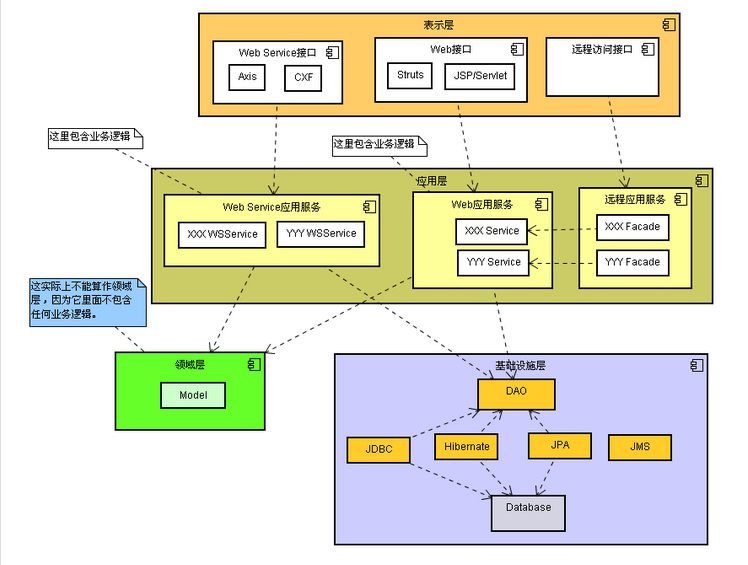 表示层
Web Service接口
Axis
CXF
Web接口
Struts
JSP/Servlet
远程访问接口
这里包含业务逻辑
这里包含业务逻辑
应用层
Web Service应用服务
XXX WSService
YYY WSService
Web应用服务
XXX Service
YYY Service
远程应用服务
XXX Facade
YYY Facade
这实际上不能算作领域
层，因为它里面不包含
任何业务逻辑。
领域层
Model
基础设施层
DAO
JDBC
Hibernate
JPA
JMS
Database